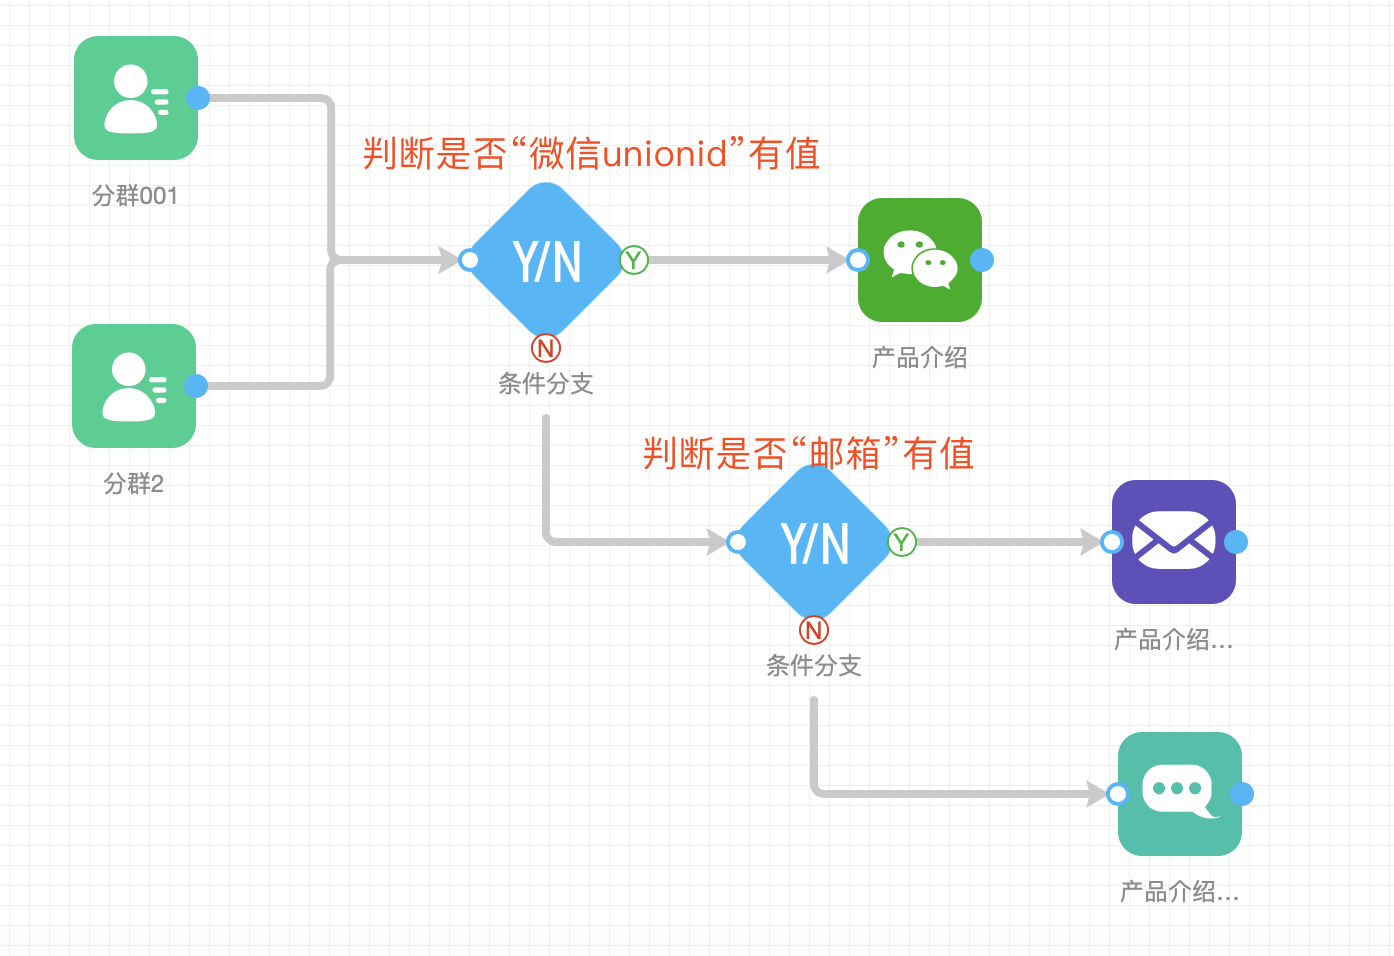 分群001
判断是否“微信unionid”有值
Y/N
Y
N
条件分支
产品介绍
分群2
判断是否“邮箱”有值
Y/N
Y
N
条件分支
产品介绍...
产品介绍...